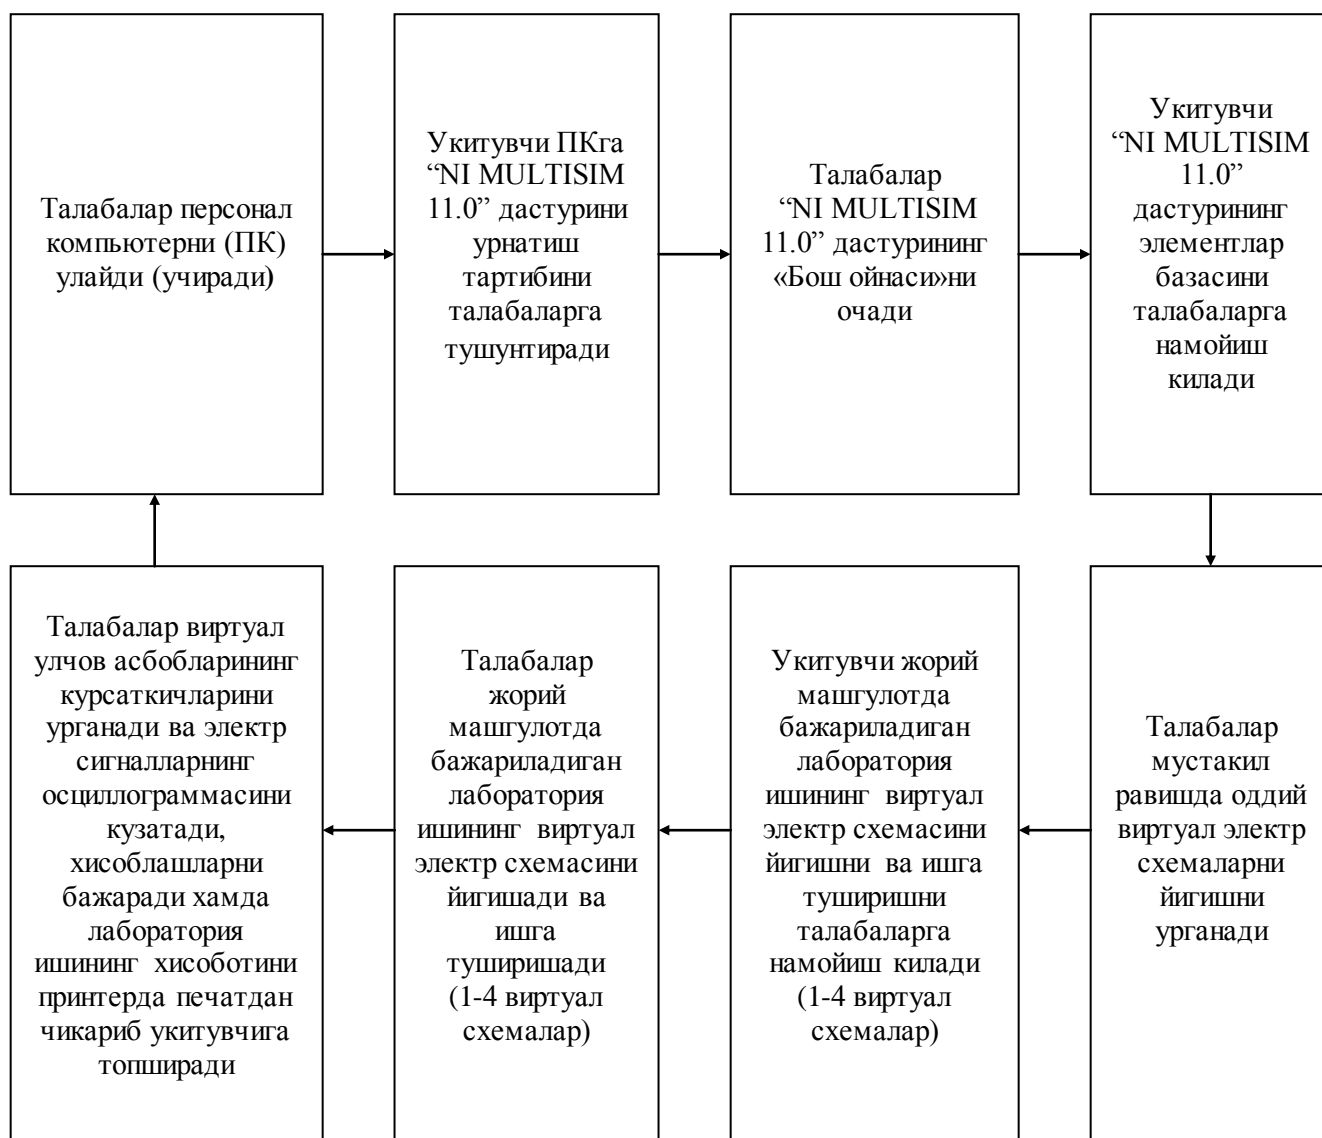 Талабалар персонал
компьютерни (ПК)
улайди (учиради)
Укитувчи ПКга
“NI MULTISIM
11.0” дастурини
урнатиш
тартибини
талабаларга
тушунтиради
Талабалар
“NI MULTISIM
11.0” дастурининг
«Бош ойнаси»ни
очади
Укитувчи
“NI MULTISIM
11.0”
дастурининг
элементлар
базасини
талабаларга
намойиш
килади
Талабалар
мустакил
равишда оддий
виртуал электр
схемаларни
йигишни
урганади
Укитувчи жорий
машгулотда
бажариладиган
лаборатория
ишининг виртуал
электр схемасини
йигишни ва ишга
туширишни
талабаларга
намойиш килади
(1-4 виртуал
схемалар)
Талабалар
жорий
машгулотда
бажариладиган
лаборатория
ишининг виртуал
электр схемасини
йигишади ва
ишга
туширишади
(1-4 виртуал
схемалар)
Талабалар виртуал
улчов асбобларининг
курсаткичларини
урганади ва электр
сигналларнинг
осциллограммасини
кузатади,
хисоблашларни
бажаради хамда
лаборатория
ишининг хисоботини
принтерда печатдан
чикариб укитувчига
топширади